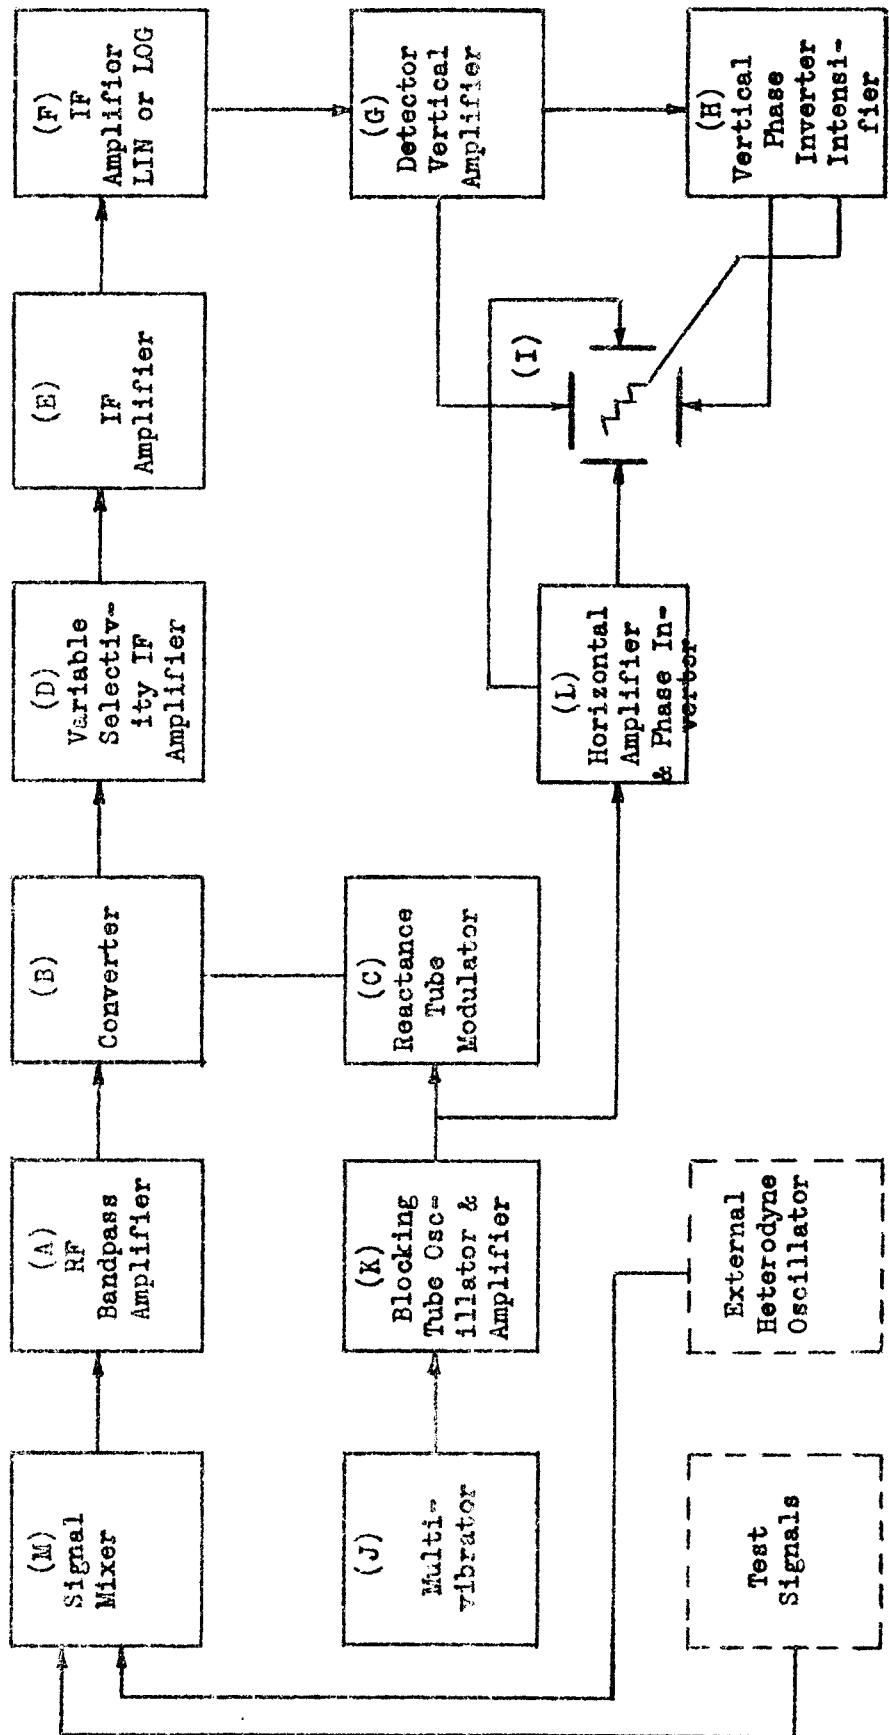 (M)
Signal
Mixer
(A)
RF
Bandpass
Amplifier
(B)
Converter
(D)
Variable
Selectiv-
ity IF
Amplifier
(E)
IF
Amplifier
(F)
IF
Amplifier
LIN or LOG
(J)
Multi-
vibrator
(K)
Blocking
Tube Osc-
illator &
Amplifier
(C)
Reactance
Tube
Modulator
(G)
Detector
Vertical
Amplifier
(L)
Horizontal
Amplifier
& Phase In-
vertor
(I)
Test
Signals
External
Heterodyne
Oscillator
(H)
Vertical
Phase
Inverter
Intensi-
fier